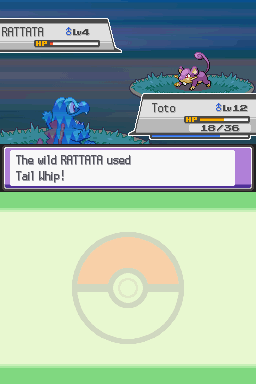 RATTATA ♂Lv4
HP
Toto ♂Lv12
HP
18/36
The wild RATTATA used
Tail Whip!